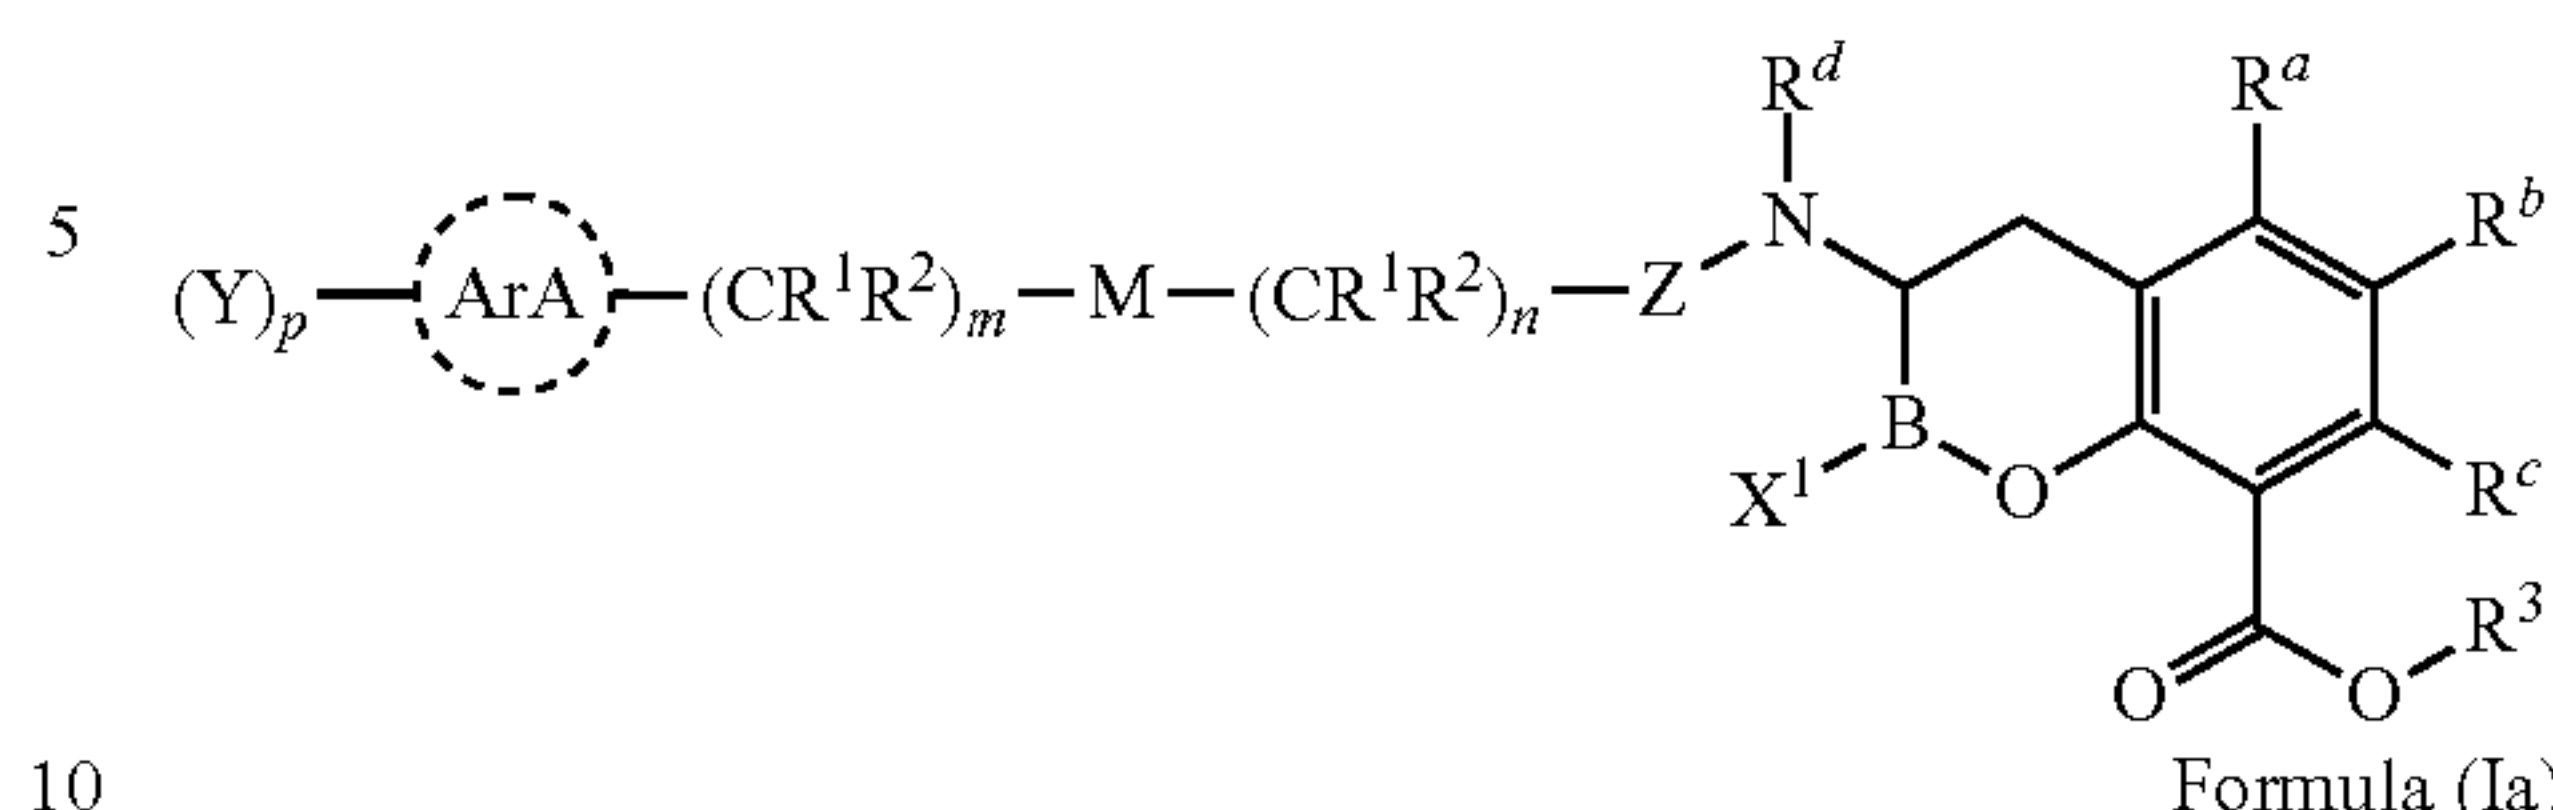 R^d R^a
5 (Y)_p ArA (CR^1R^2)_m M (CR^1R^2)_n Z N R^b
X^1 B O R^c
O O R^3
10 Formula (Ia)